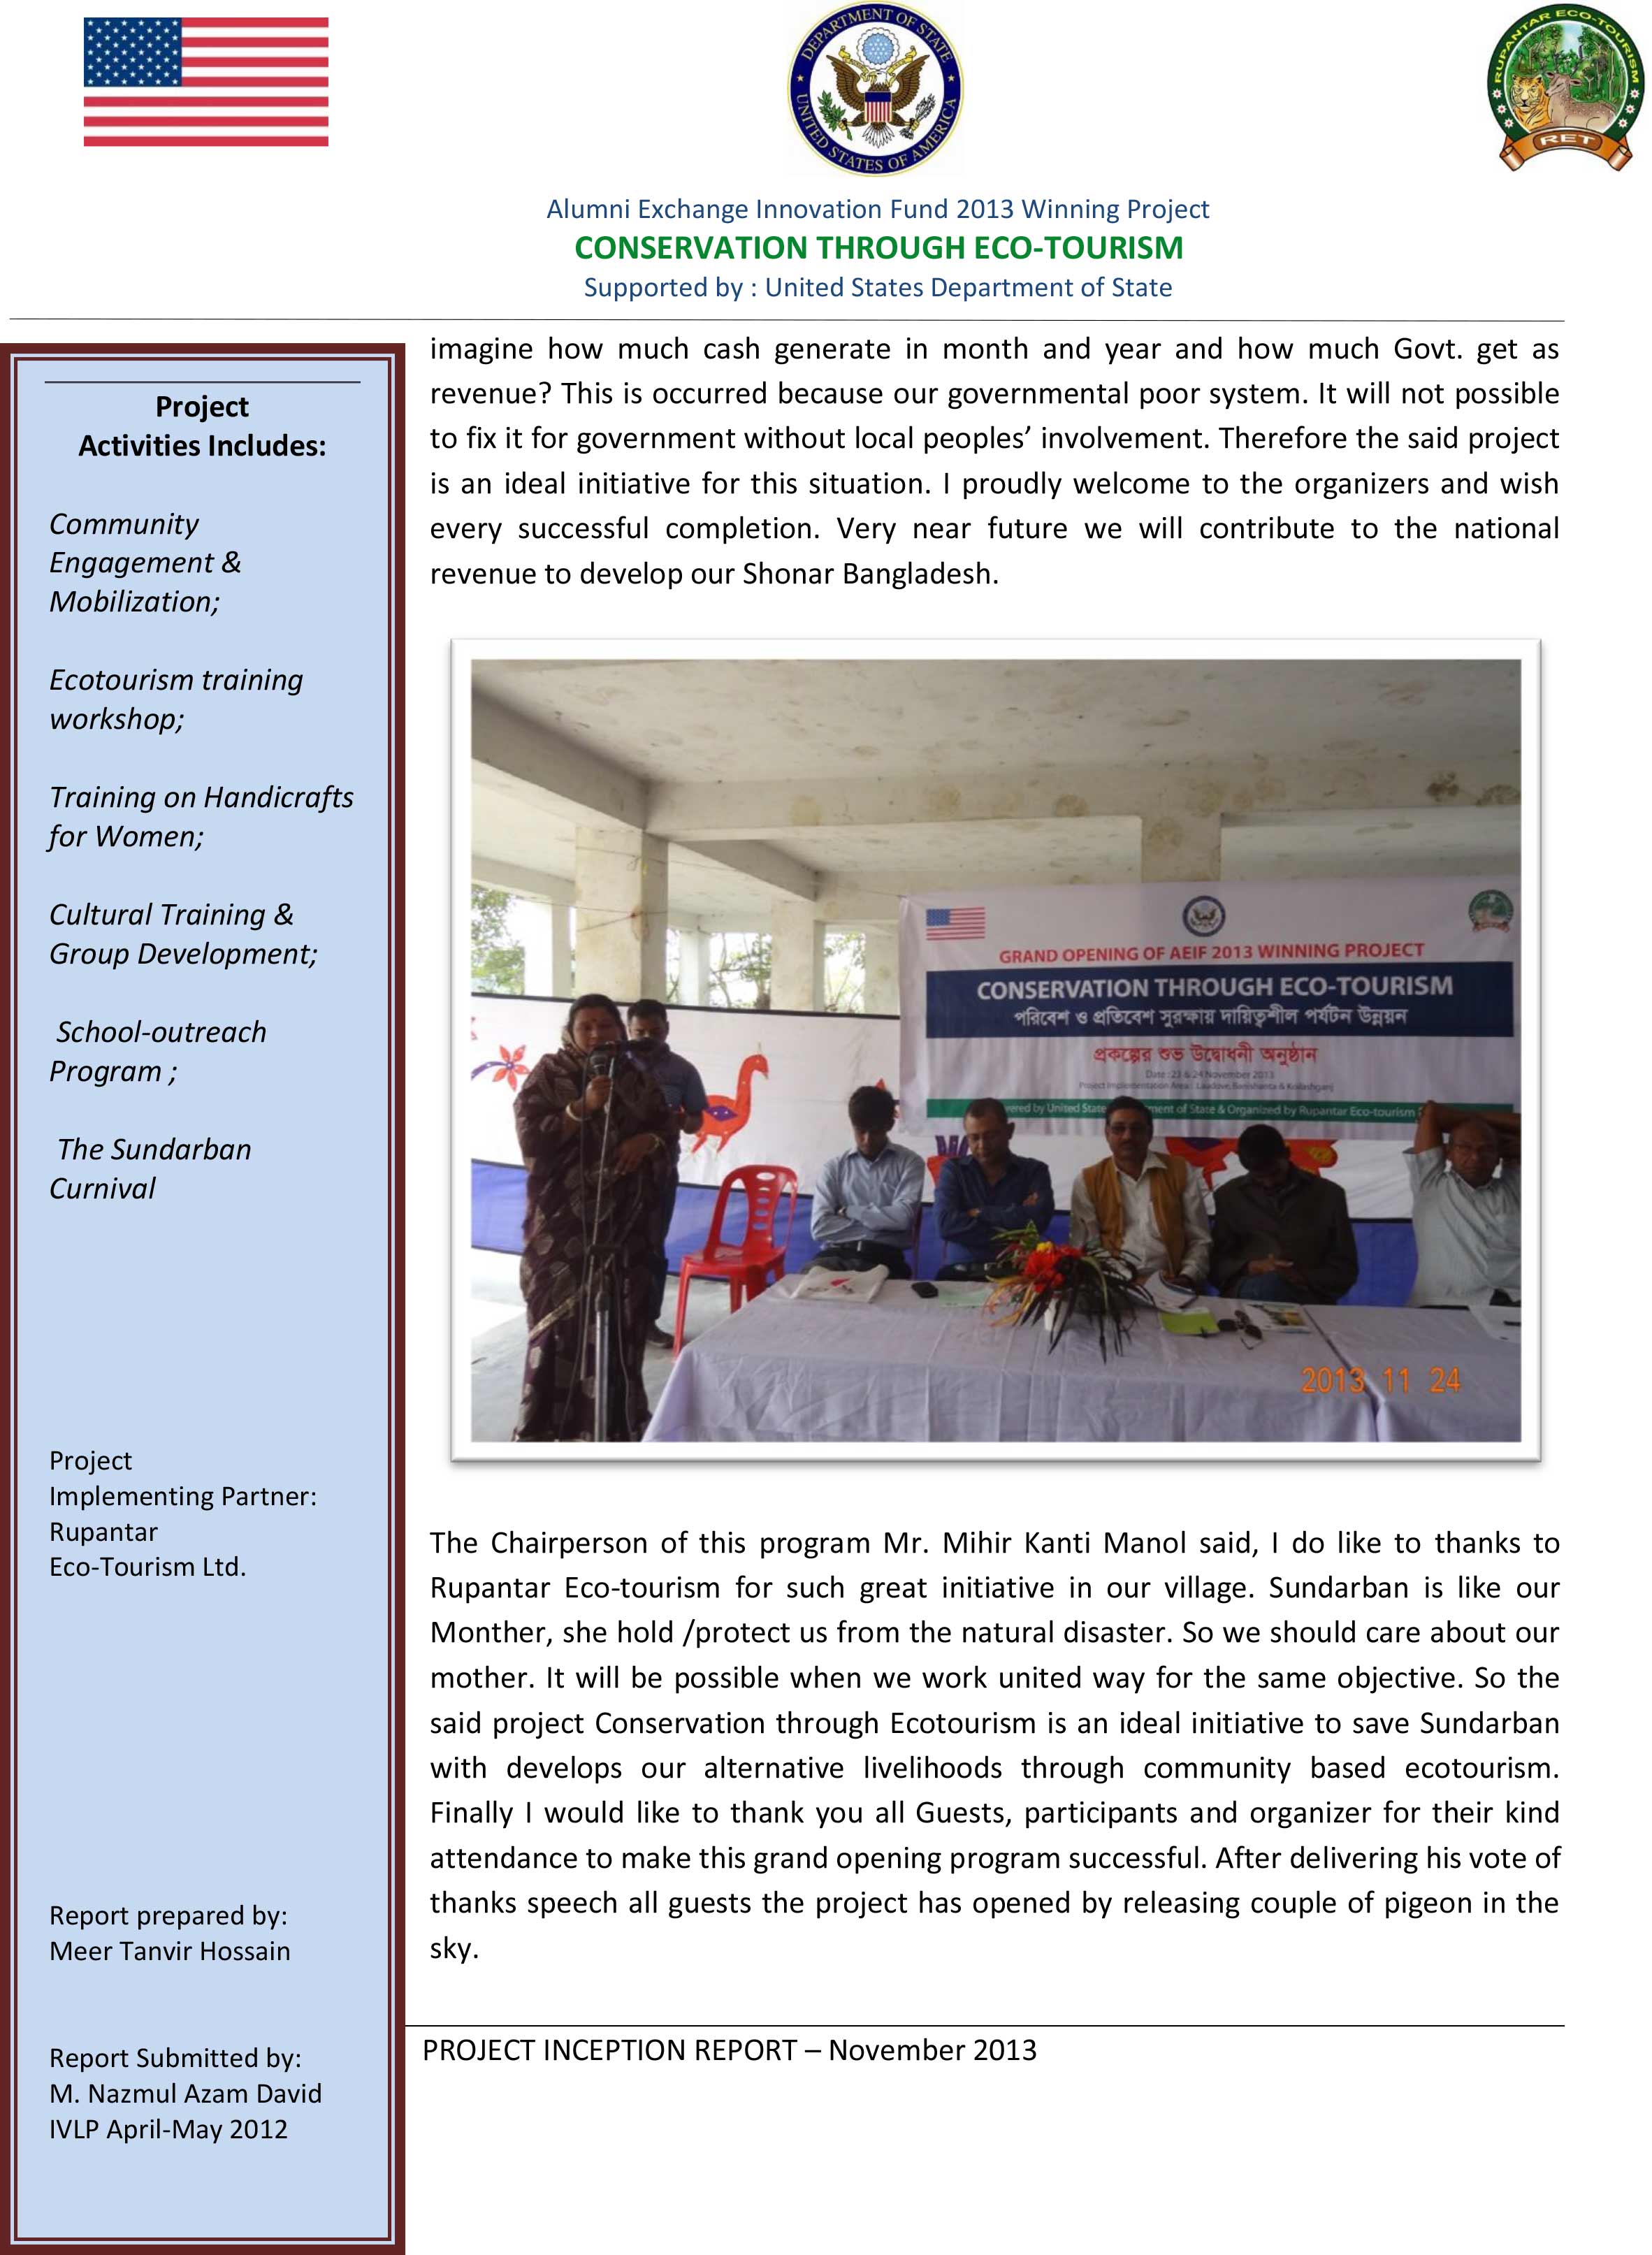 DEPARTMENT OF STATE
UNITED STATES OF AMERICA
RUPANTAR ECO-TOURISM
RET
Alumni Exchange Innovation Fund 2013 Winning Project
CONSERVATION THROUGH ECO-TOURISM
Supported by : United States Department of State
Project
Activities Includes:
Community
Engagement &
Mobilization;
Ecotourism training
workshop;
Training on Handicrafts
for Women;
Cultural Training &
Group Development;
School-outreach
Program ;
The Sundarban
Curnival
Project
Implementing Partner:
Rupantar
Eco-Tourism Ltd.
Report prepared by:
Meer Tanvir Hossain
Report Submitted by:
M. Nazmul Azam David
IVLP April-May 2012
imagine how much cash generate in month and year and how much Govt. get as
revenue? This is occurred because our governmental poor system. It will not possible
to fix it for government without local peoples’ involvement. Therefore the said project
is an ideal initiative for this situation. I proudly welcome to the organizers and wish
every successful completion. Very near future we will contribute to the national
revenue to develop our Shonar Bangladesh.
GRAND OPENING OF AEIF 2013 WINNING PROJECT
CONSERVATION THROUGH ECO-TOURISM
পরিবেশ ও প্রতিবেশ সুরক্ষায় দায়িত্বশীল পর্যটন উন্নয়ন
প্রকল্পের শুভ উদ্বোধনী অনুষ্ঠান
Date : 23 & 24 November 2013
Project Implementation Area : Laudove, Banishanta & Koilashganj
ered by United State ment of State & Organized by Rupantar Eco-tourism
2013 11 24
The Chairperson of this program Mr. Mihir Kanti Manol said, I do like to thanks to
Rupantar Eco-tourism for such great initiative in our village. Sundarban is like our
Monther, she hold /protect us from the natural disaster. So we should care about our
mother. It will be possible when we work united way for the same objective. So the
said project Conservation through Ecotourism is an ideal initiative to save Sundarban
with develops our alternative livelihoods through community based ecotourism.
Finally I would like to thank you all Guests, participants and organizer for their kind
attendance to make this grand opening program successful. After delivering his vote of
thanks speech all guests the project has opened by releasing couple of pigeon in the
sky.
PROJECT INCEPTION REPORT – November 2013